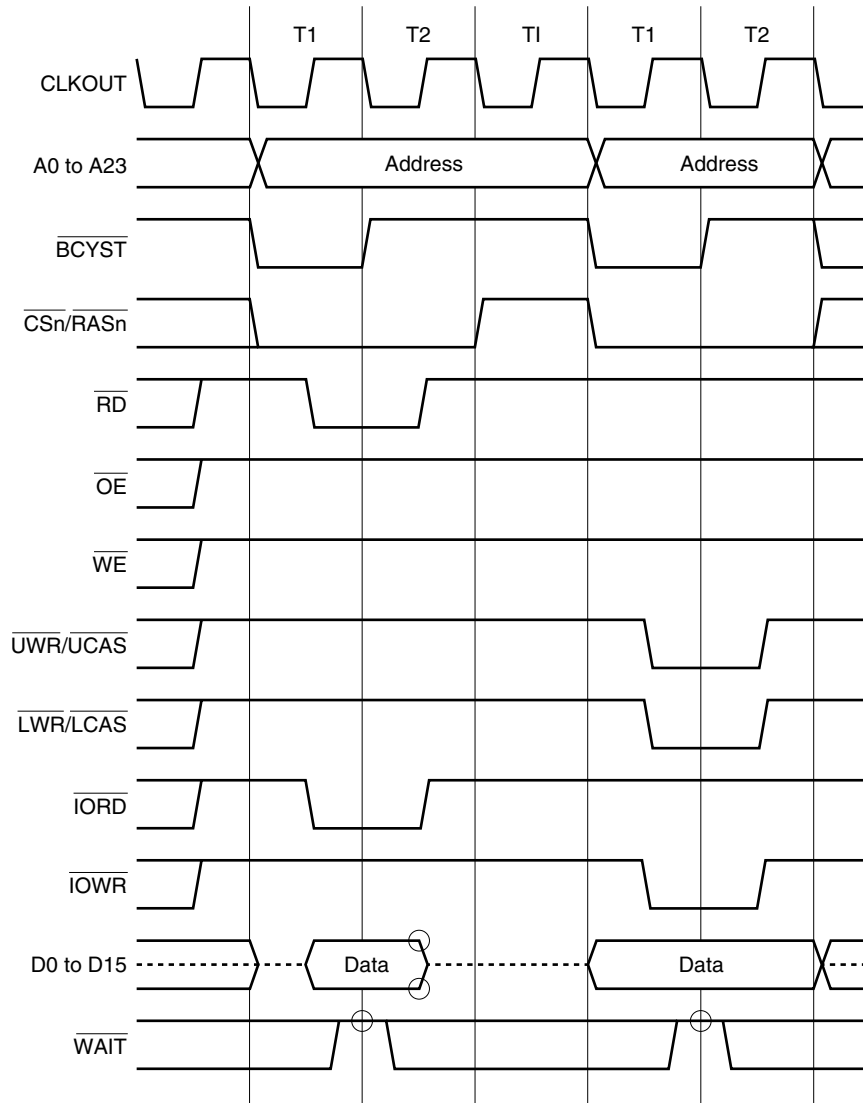 T1 T2 TI T1 T2
CLKOUT
A0 to A23 Address Address
BCYST
CSn/RASn
RD
OE
WE
UWR/UCAS
LWR/LCAS
IORD
IOWR
D0 to D15 Data Data
WAIT